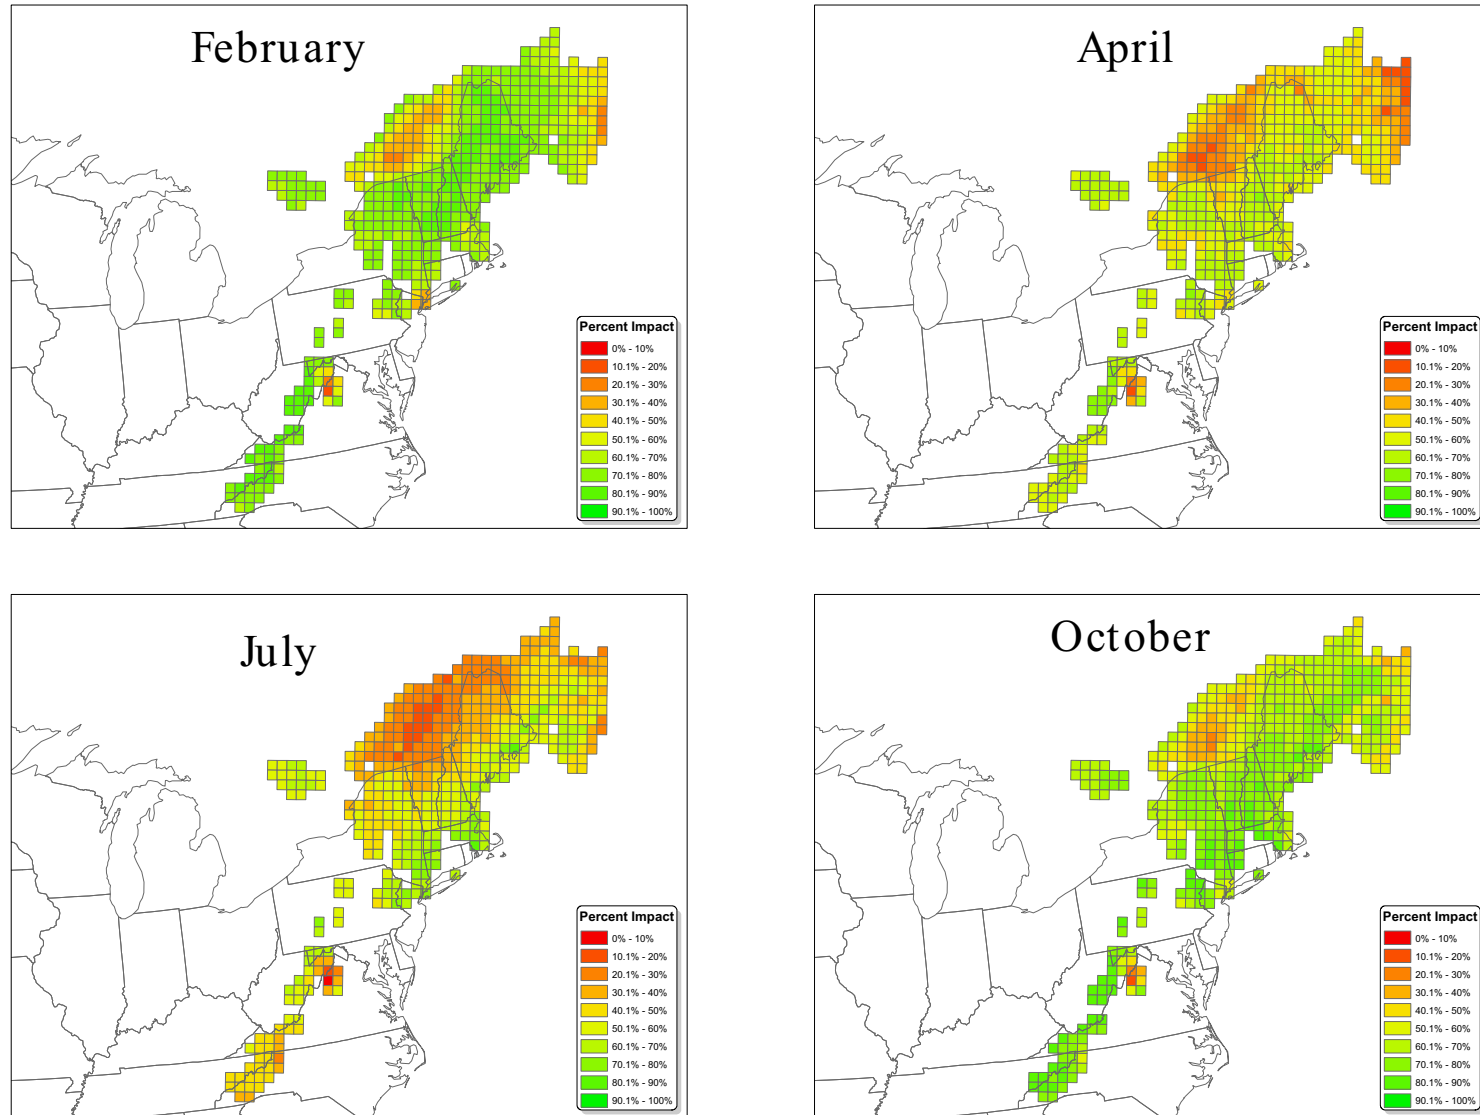 February
Percent Impact
0% - 10%
10.1% - 20%
20.1% - 30%
30.1% - 40%
40.1% - 50%
50.1% - 60%
60.1% - 70%
70.1% - 80%
80.1% - 90%
90.1% - 100%
April
Percent Impact
0% - 10%
10.1% - 20%
20.1% - 30%
30.1% - 40%
40.1% - 50%
50.1% - 60%
60.1% - 70%
70.1% - 80%
80.1% - 90%
90.1% - 100%
July
Percent Impact
0% - 10%
10.1% - 20%
20.1% - 30%
30.1% - 40%
40.1% - 50%
50.1% - 60%
60.1% - 70%
70.1% - 80%
80.1% - 90%
90.1% - 100%
October
Percent Impact
0% - 10%
10.1% - 20%
20.1% - 30%
30.1% - 40%
40.1% - 50%
50.1% - 60%
60.1% - 70%
70.1% - 80%
80.1% - 90%
90.1% - 100%